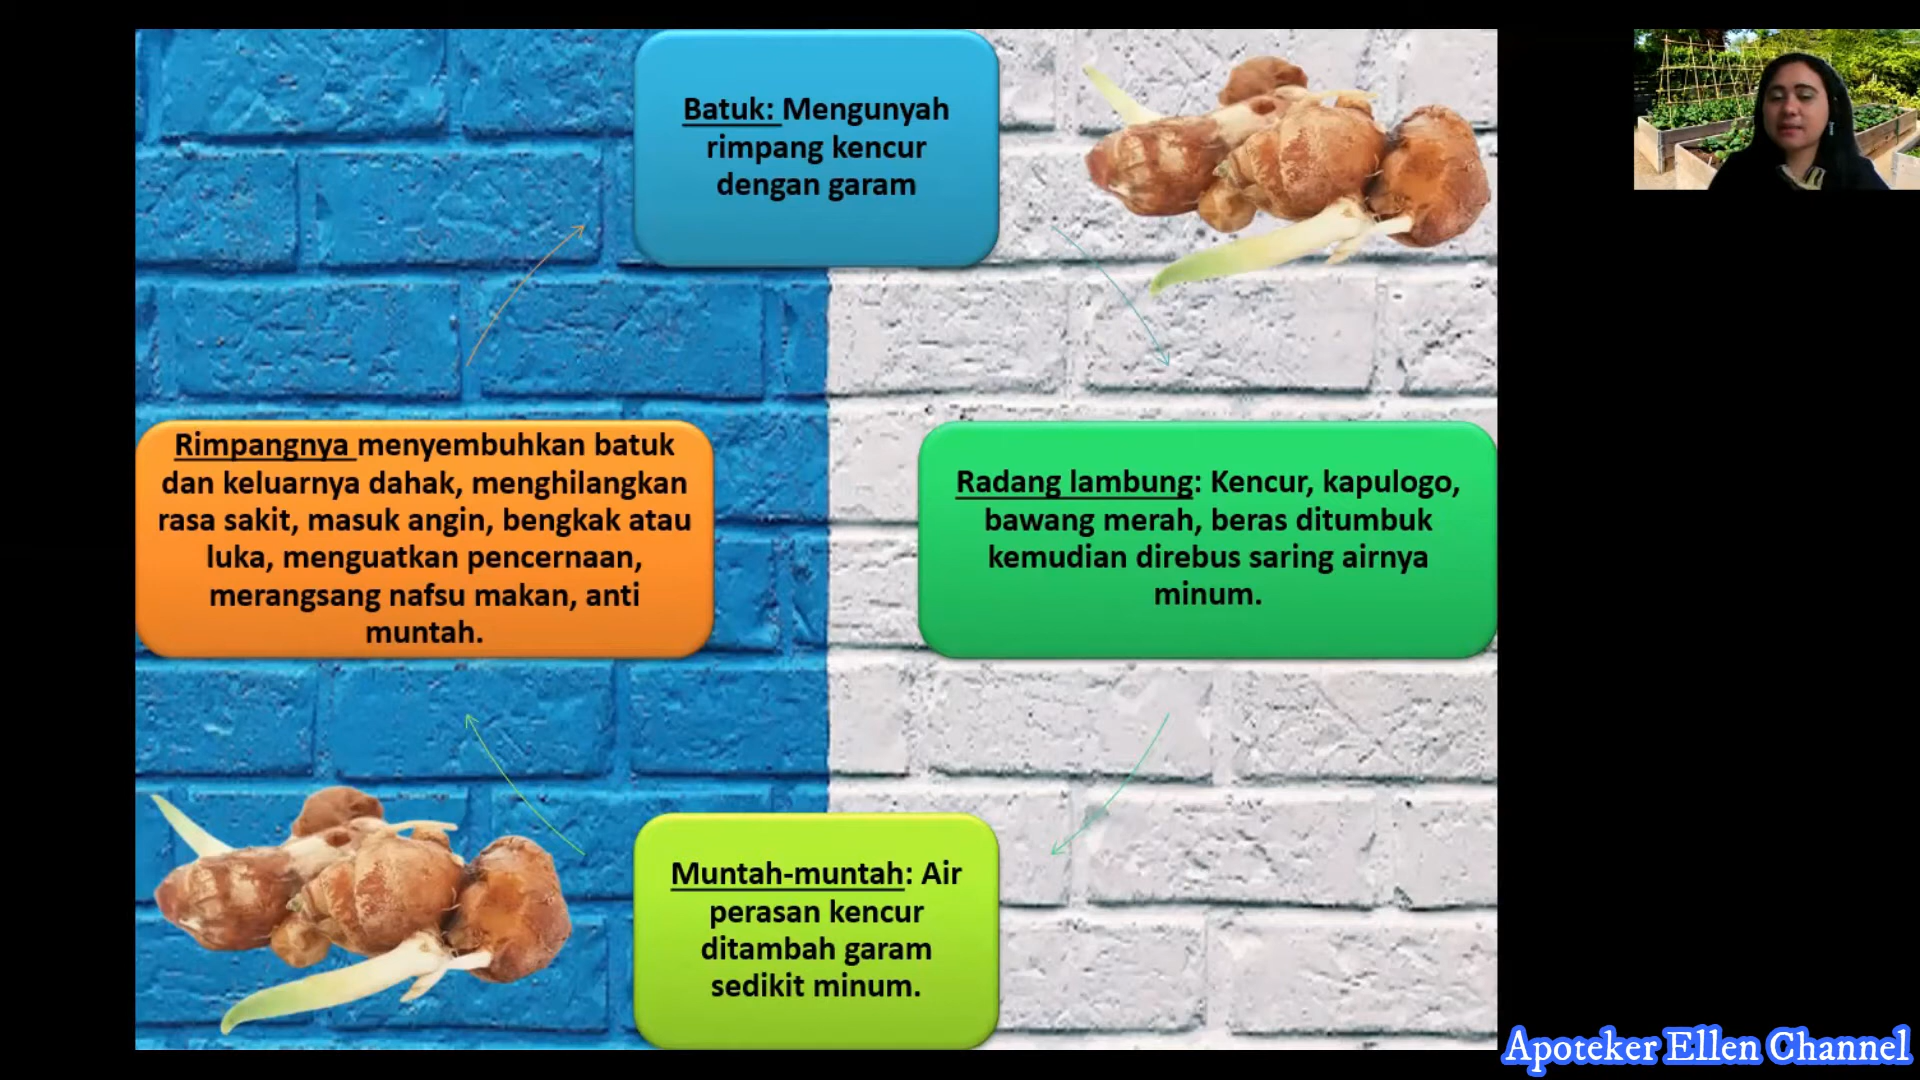 Batuk: Mengunyah
rimpang kencur
dengan garam
Rimpangnya menyembuhkan batuk
dan keluarnya dahak, menghilangkan
rasa sakit, masuk angin, bengkak atau
luka, menguatkan pencernaan,
merangsang nafsu makan, anti
muntah.
Radang lambung: Kencur, kapulogo,
bawang merah, beras ditumbuk
kemudian direbus saring airnya
minum.
Muntah-muntah: Air
perasan kencur
ditambah garam
sedikit minum.
Apoteker Ellen Channel